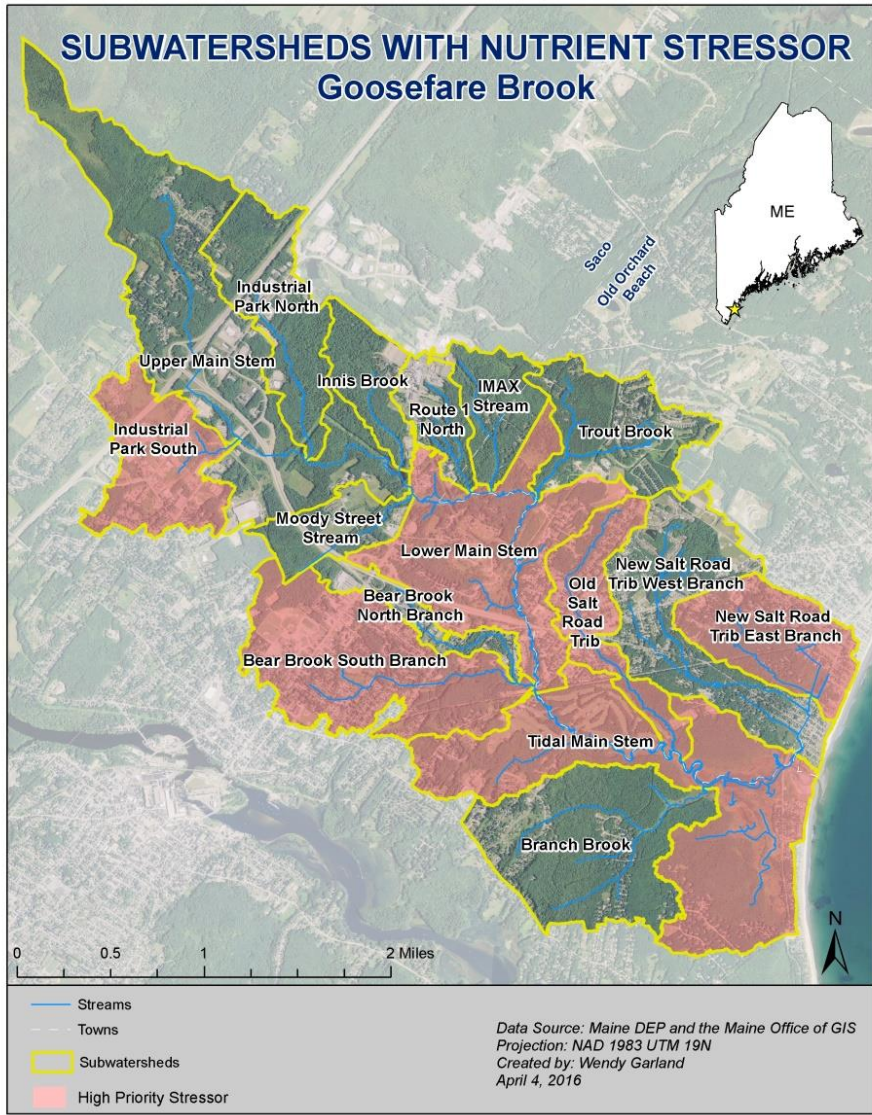 SUBWATERSHEDS WITH NUTRIENT STRESSOR
Goosefare Brook
ME
Saco
Old Orchard
Beach
Industrial
Park North
Upper Main Stem
Innis Brook
IMAX
Stream
Route 1
North
Trout Brook
Industrial
Park South
Moody Street
Stream
Lower Main Stem
New Salt Road
Trib West Branch
Old
Salt
Road
Trib
Bear Brook
North Branch
New Salt Road
Trib East Branch
Bear Brook South Branch
Tidal Main Stem
Branch Brook
N
0 0.5 1 2 Miles
Streams
Towns
Subwatersheds
High Priority Stressor
Data Source: Maine DEP and the Maine Office of GIS
Projection: NAD 1983 UTM 19N
Created by: Wendy Garland
April 4, 2016